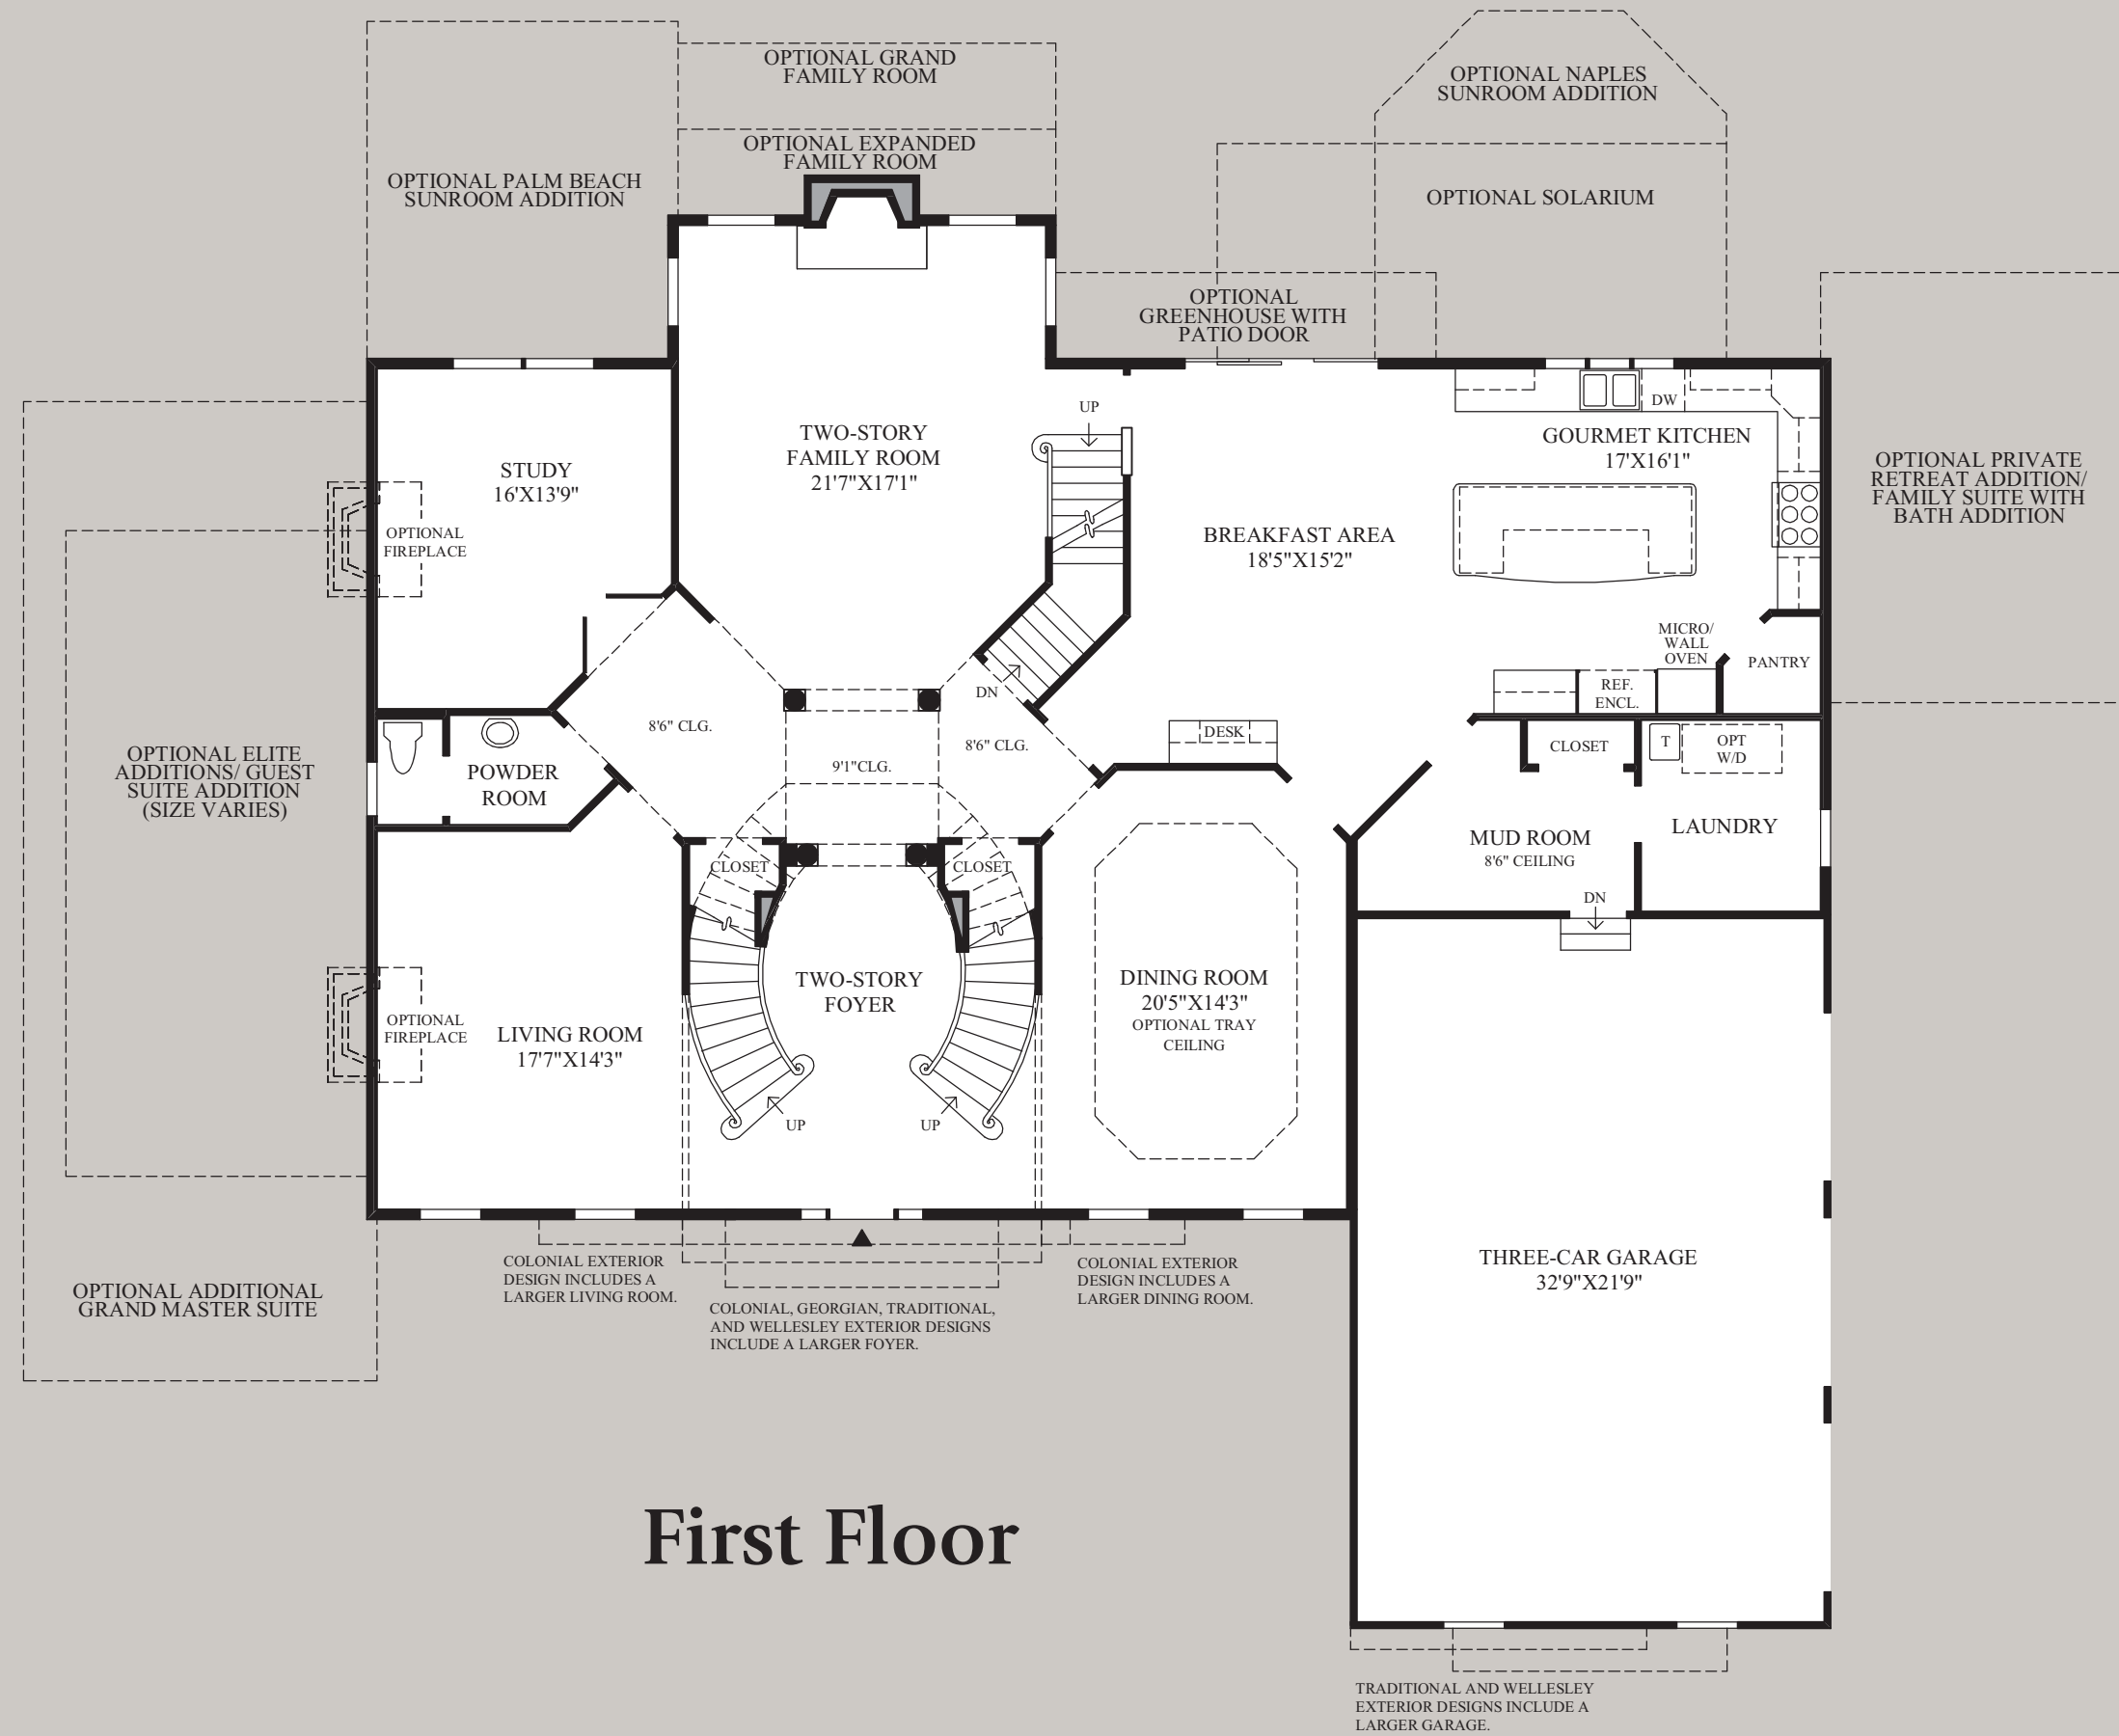 OPTIONAL GRAND
FAMILY ROOM
OPTIONAL NAPLES
SUNROOM ADDITION
OPTIONAL EXPANDED
FAMILY ROOM
OPTIONAL PALM BEACH
SUNROOM ADDITION
OPTIONAL SOLARIUM
OPTIONAL
GREENHOUSE WITH
PATIO DOOR
UP
DW
TWO-STORY
FAMILY ROOM
21'7"X17'1"
GOURMET KITCHEN
17'X16'1"
STUDY
16'X13'9"
OPTIONAL PRIVATE
RETREAT ADDITION/
FAMILY SUITE WITH
BATH ADDITION
OPTIONAL
FIREPLACE
BREAKFAST AREA
18'5"X15'2"
MICRO/
WALL
OVEN
PANTRY
REF.
ENCL.
DN
8'6" CLG.
8'6" CLG.
DESK
CLOSET
T
OPT
W/D
OPTIONAL ELITE
ADDITIONS/ GUEST
SUITE ADDITION
(SIZE VARIES)
POWDER
ROOM
9'1"CLG.
LAUNDRY
MUD ROOM
8'6" CEILING
CLOSET
CLOSET
DN
TWO-STORY
FOYER
DINING ROOM
20'5"X14'3"
OPTIONAL TRAY
CEILING
OPTIONAL
FIREPLACE
LIVING ROOM
17'7"X14'3"
UP
UP
THREE-CAR GARAGE
32'9"X21'9"
COLONIAL EXTERIOR
DESIGN INCLUDES A
LARGER LIVING ROOM.
COLONIAL EXTERIOR
DESIGN INCLUDES A
LARGER DINING ROOM.
OPTIONAL ADDITIONAL
GRAND MASTER SUITE
COLONIAL, GEORGIAN, TRADITIONAL,
AND WELLESLEY EXTERIOR DESIGNS
INCLUDE A LARGER FOYER.
First Floor
TRADITIONAL AND WELLESLEY
EXTERIOR DESIGNS INCLUDE A
LARGER GARAGE.